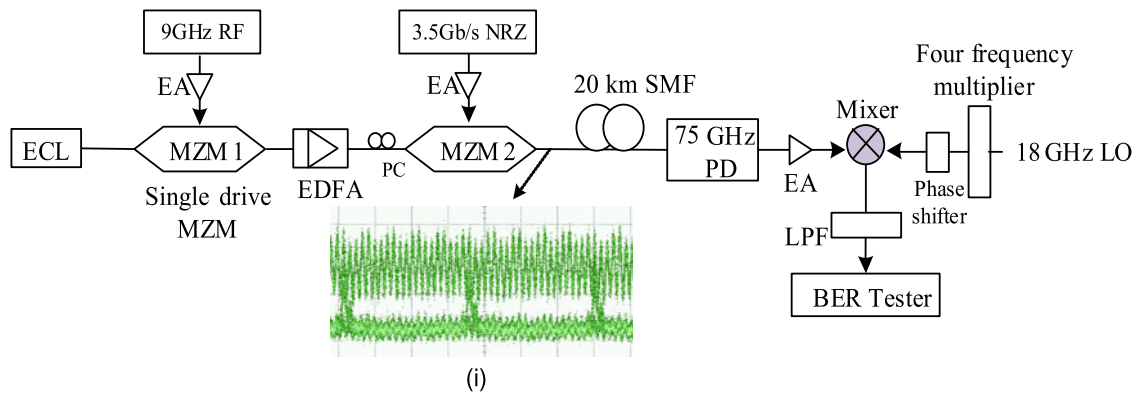 9GHz RF
3.5Gb/s NRZ
EA
EA
20 km SMF
Four frequency
multiplier
Mixer
ECL
MZM 1
EDFA
PC
MZM 2
75 GHz
PD
EA
Phase
shifter
18 GHz LO
Single drive
MZM
LPF
BER Tester
(i)